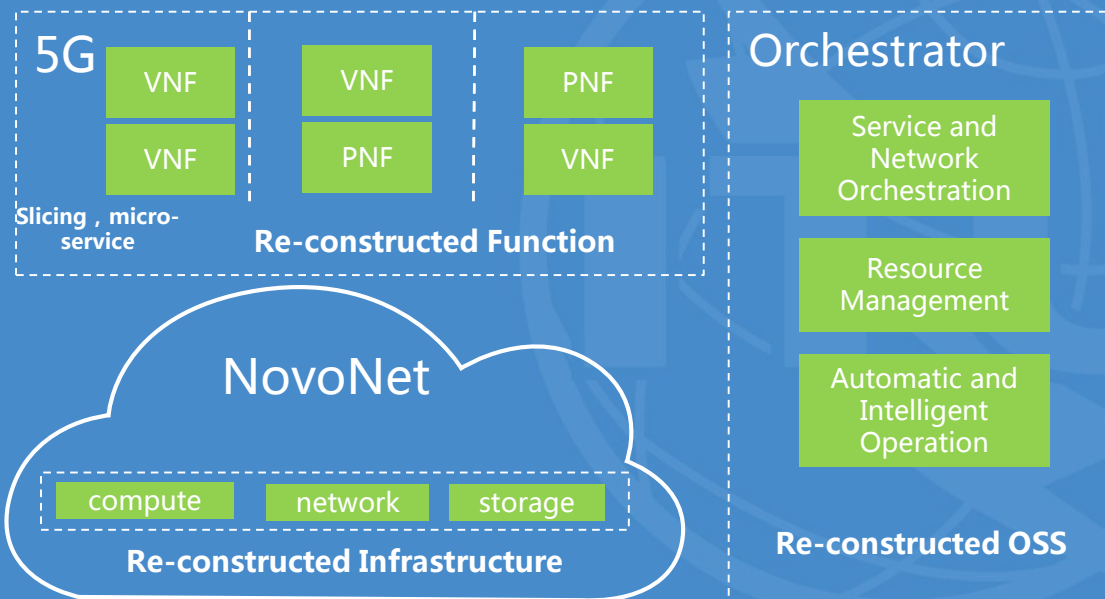 5G
VNF
VNF
VNF
PNF
PNF
VNF
Slicing，micro-
service
Re-constructed Function
NovoNet
compute
network
storage
Re-constructed Infrastructure
Orchestrator
Service and
Network
Orchestration
Resource
Management
Automatic and
Intelligent
Operation
Re-constructed OSS